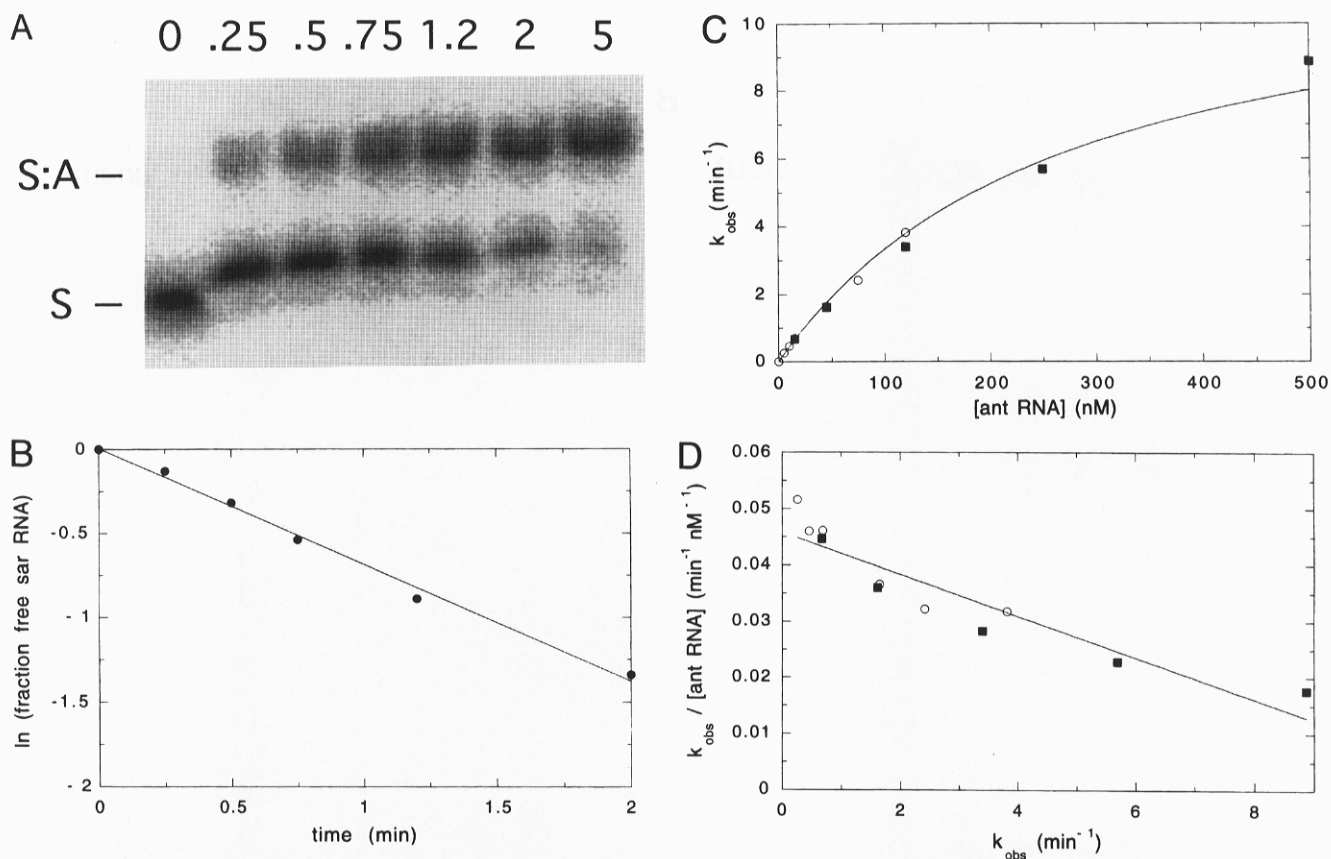 A
0 .25 .5 .75 1.2 2 5
S:A –
S –
B
ln (fraction free sar RNA)
0
-0.5
-1
-1.5
-2
0 0.5 1 1.5 2
time (min)
C
k obs (min⁻¹)
10
8
6
4
2
0
0 100 200 300 400 500
[ant RNA] (nM)
D
k obs / [ant RNA] (min⁻¹ nM⁻¹)
0.06
0.05
0.04
0.03
0.02
0.01
0
0 2 4 6 8
k obs (min⁻¹)